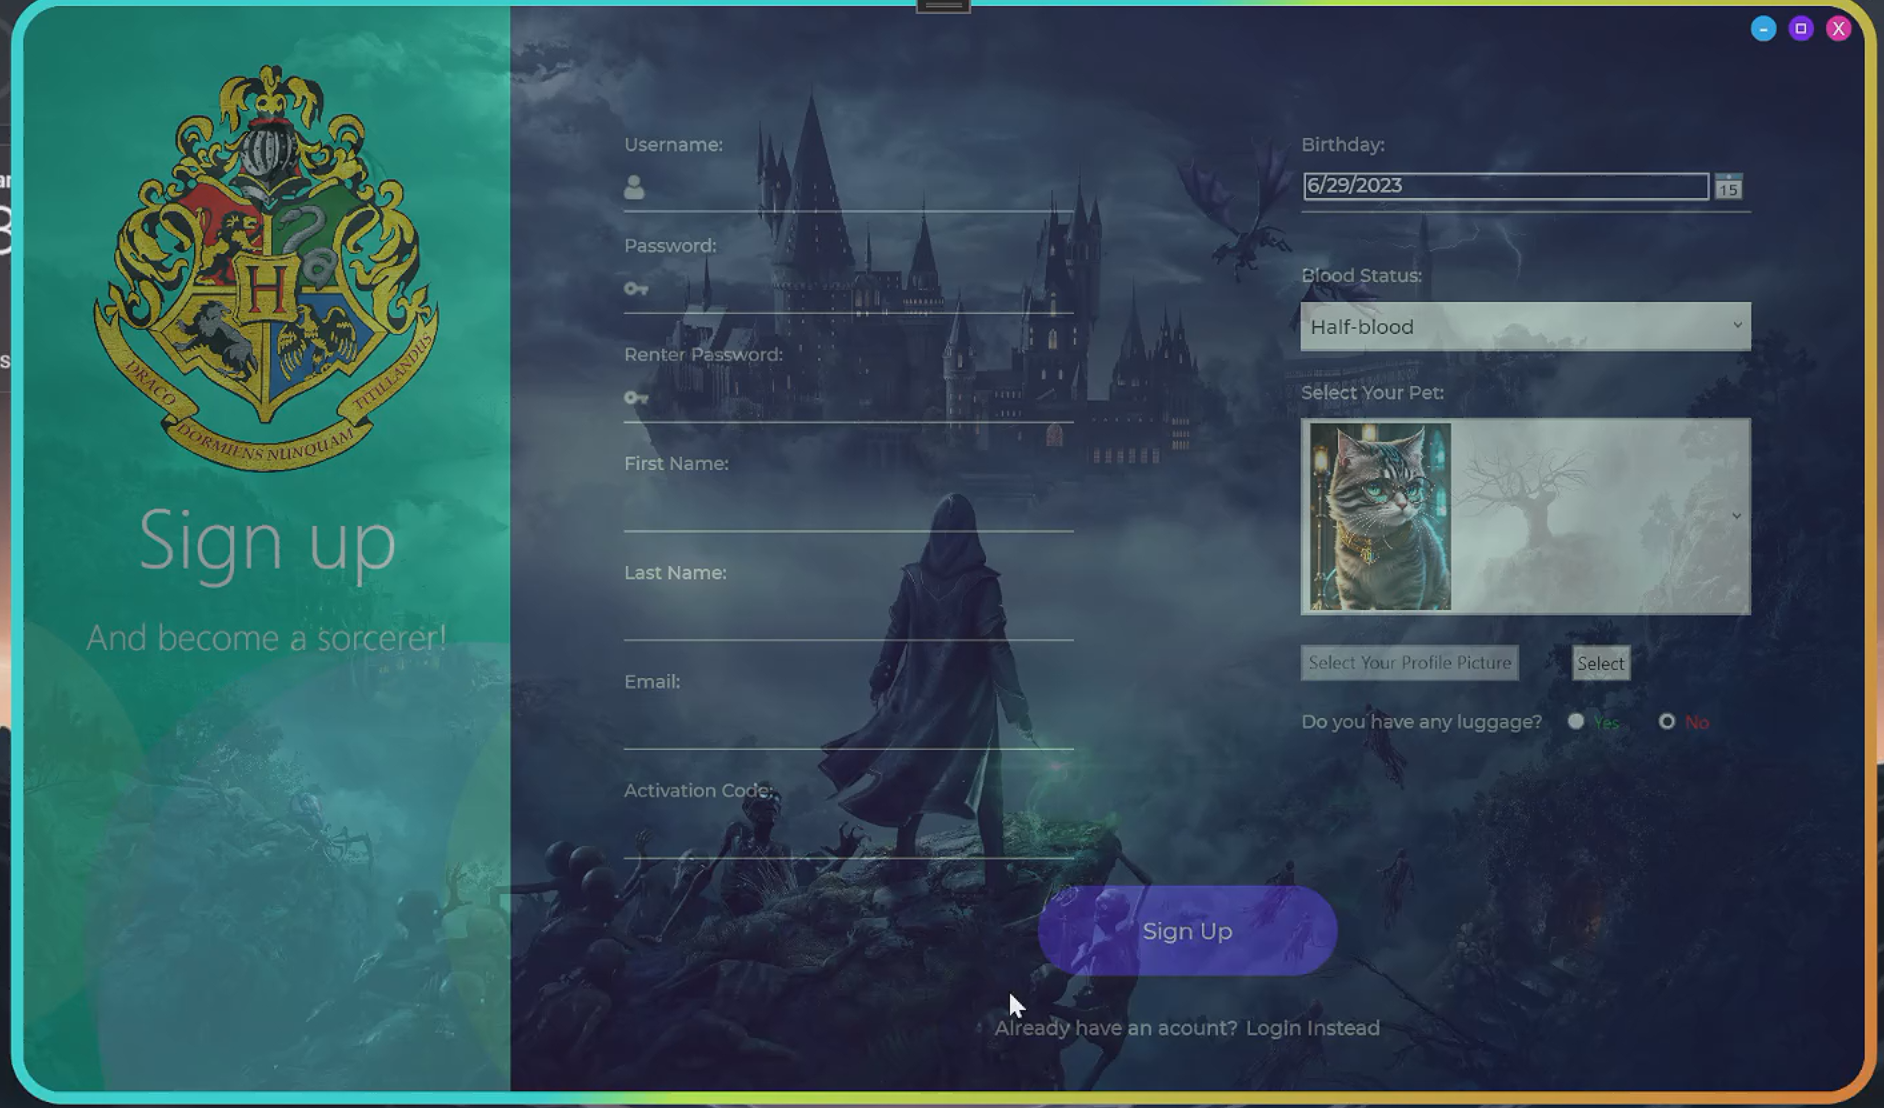 H
DRACO
DORMIENS NUNQUAM
TITILLANDUS
Sign up
And become a sorcerer!
Username:
Password:
Renter Password:
First Name:
Last Name:
Email:
Activation Code:
Birthday:
6/29/2023
15
Blood Status:
Half-blood
Select Your Pet:
Select Your Profile Picture
Select
Do you have any luggage?
Yes
No
Sign Up
Already have an acount? Login Instead
X